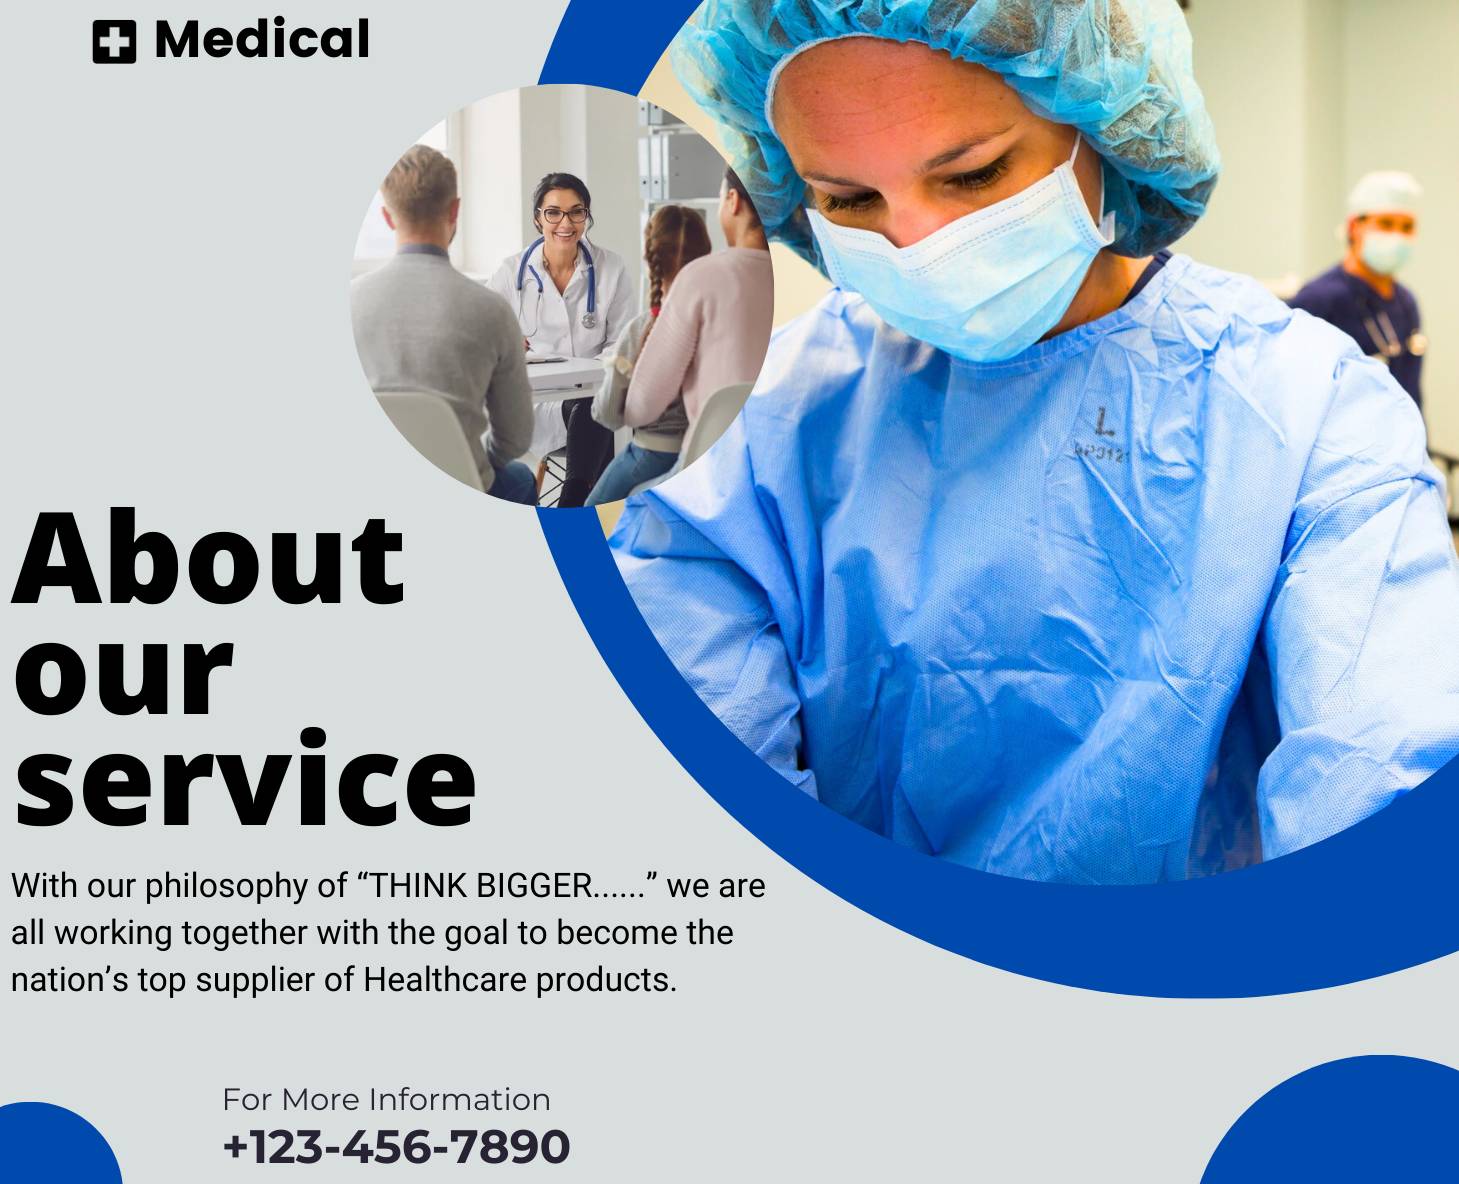 Medical
L
About
our
service
With our philosophy of “THINK BIGGER......” we are
all working together with the goal to become the
nation’s top supplier of Healthcare products.
For More Information
+123-456-7890